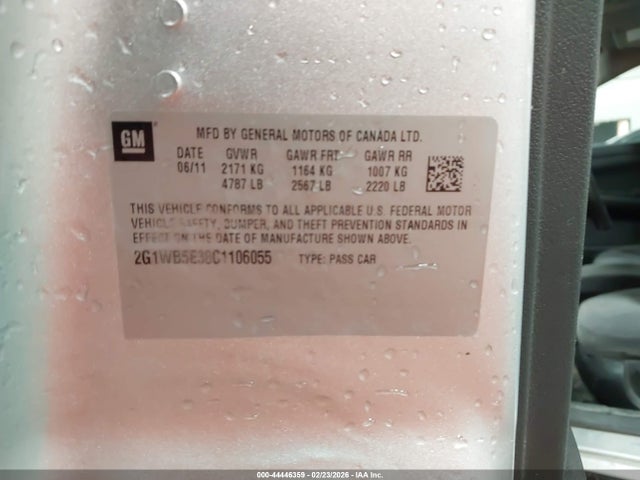 GM
MFD BY GENERAL MOTORS OF CANADA LTD.
DATE GVWR GAWR FRT GAWR RR
06/11 2171 KG 1164 KG 1007 KG
4787 LB 2567 LB 2220 LB
THIS VEHICLE CONFORMS TO ALL APPLICABLE U.S. FEDERAL MOTOR
VEHICLE SAFETY, BUMPER, AND THEFT PREVENTION STANDARDS IN
EFFECT ON THE DATE OF MANUFACTURE SHOWN ABOVE.
TYPE: PASS CAR
000-44446359 - 02/23/2026 - IAA Inc.